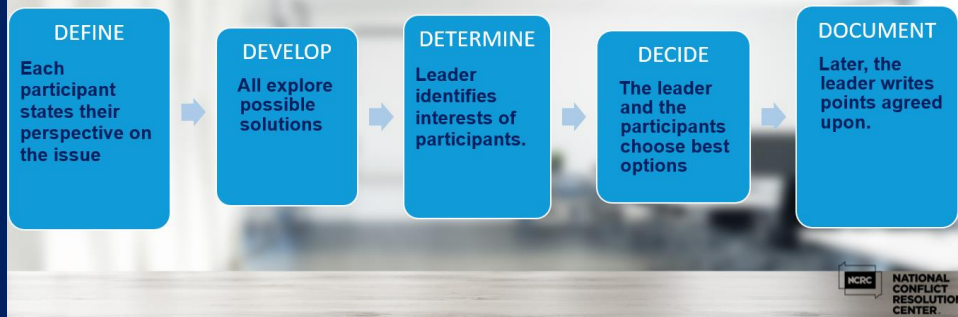 DEFINE
Each
participant
states their
perspective on
the issue
DEVELOP
All explore
possible
solutions
DETERMINE
Leader
identifies
interests of
participants.
DECIDE
The leader
and the
participants
choose best
options
DOCUMENT
Later, the
leader writes
points agreed
upon.
NCRC
NATIONAL
CONFLICT
RESOLUTION
CENTER